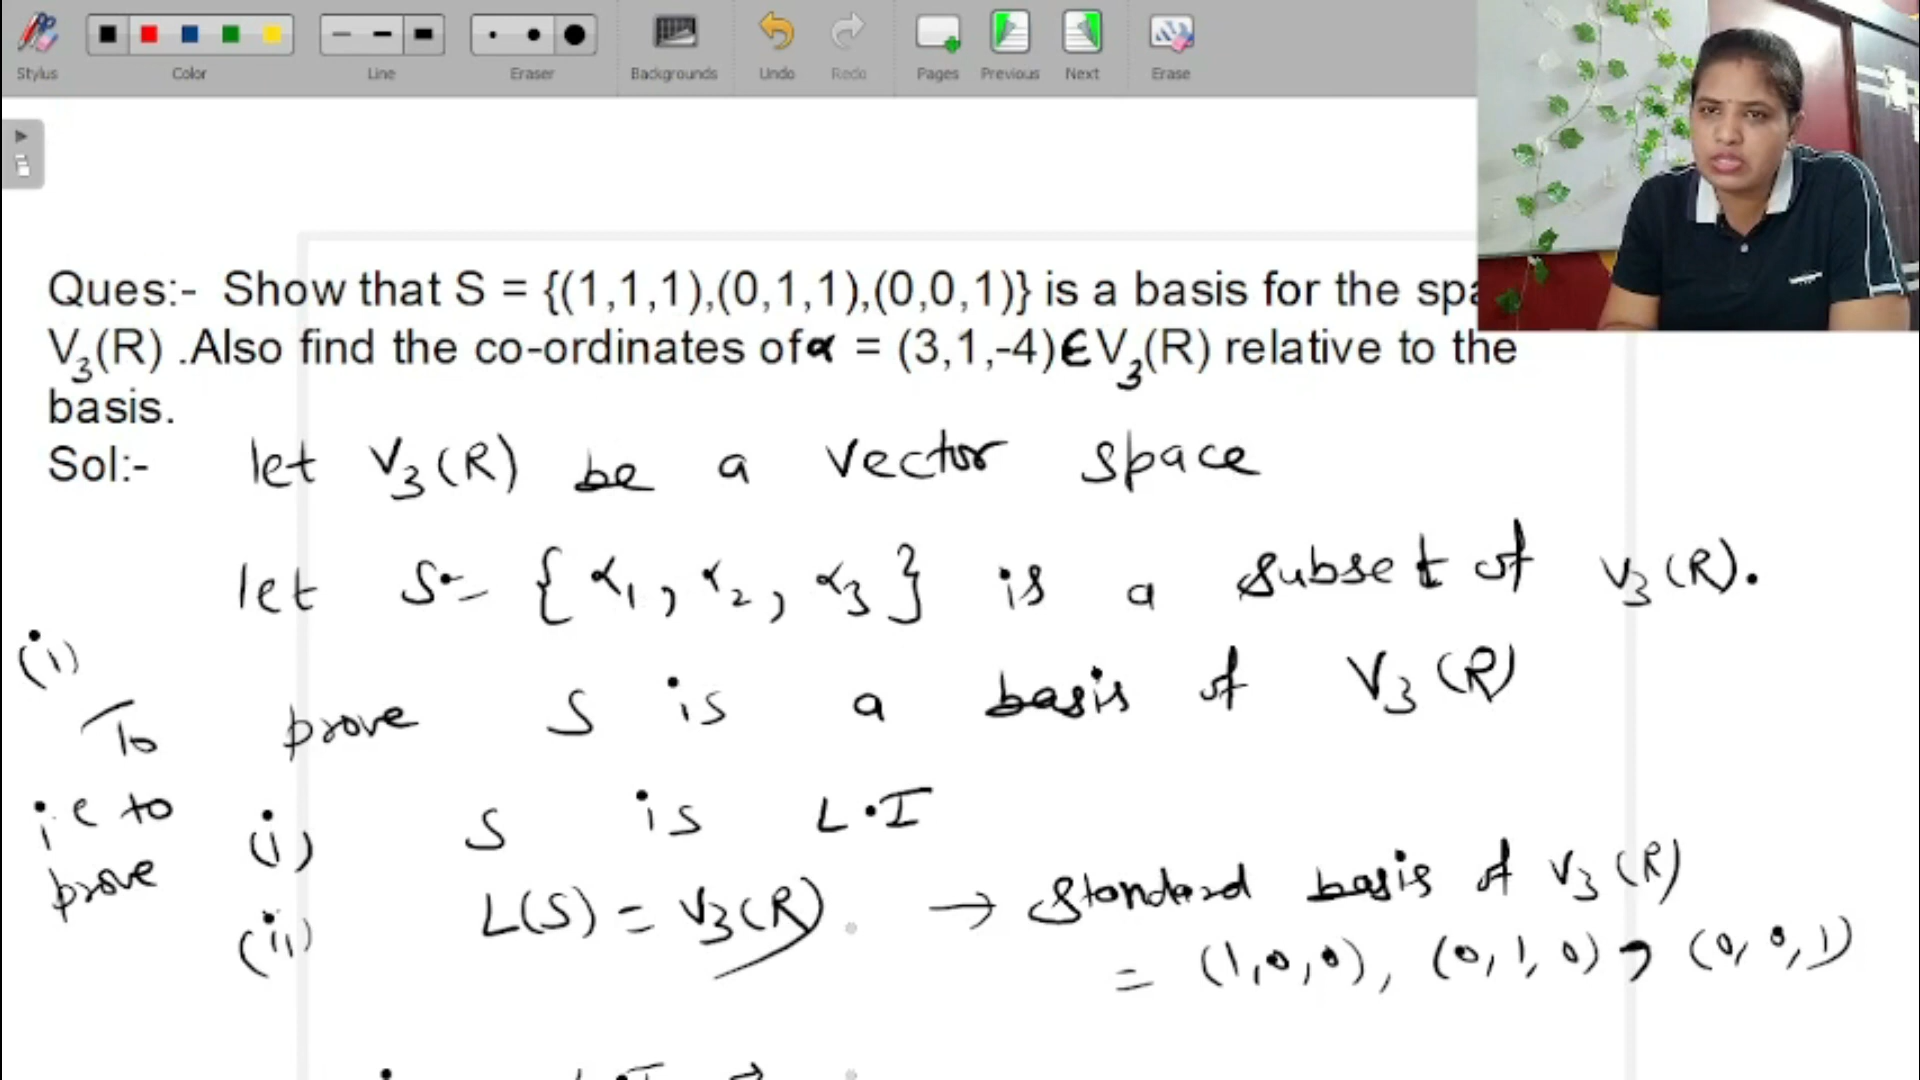 Stylus
Color
Line
Eraser
Backgrounds
Undo
Redo
Pages
Previous
Next
Erase
Ques:- Show that S = {(1,1,1),(0,1,1),(0,0,1)} is a basis for the spa
V₃(R) .Also find the co-ordinates of α = (3,1,-4) ∈ V₃(R) relative to the
basis.
Sol:- let V₃(R) be a vector space
let S = {α₁, α₂, α₃} is a subset of V₃(R).
(i)
To prove S is a basis of V₃(R)
ie to prove
(i) S is L.I
(ii) L(S) = V₃(R). → Standard basis of V₃(R)
= (1,0,0), (0,1,0), (0,0,1)